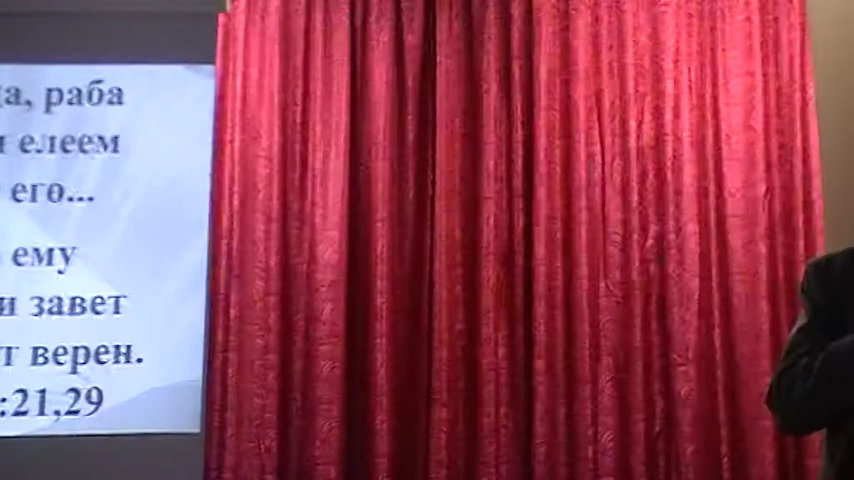 а, раба
елеем
его...
ему
и завет
верен.
:21,29